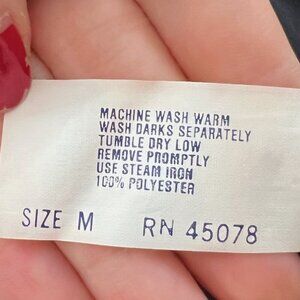 MACHINE WASH WARM
WASH DARKS SEPARATELY
TUMBLE DRY LOW
REMOVE PROMPTLY
USE STEAM IRON
100% POLYESTER
SIZE M RN 45078